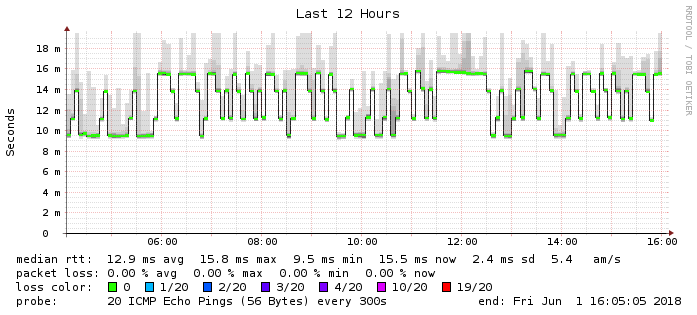 Last 12 Hours
RRDTOOL / TOBI OETIKER
Seconds
18 m
16 m
14 m
12 m
10 m
8 m
6 m
4 m
2 m
0
06:00 08:00 10:00 12:00 14:00 16:00
median rtt: 12.9 ms avg 15.8 ms max 9.5 ms min 15.5 ms now 2.4 ms sd 5.4 am/s
packet loss: 0.00 % avg 0.00 % max 0.00 % min 0.00 % now
loss color: 0 1/20 2/20 3/20 4/20 10/20 19/20
probe: 20 ICMP Echo Pings (56 Bytes) every 300s end: Fri Jun 1 16:05:05 2018